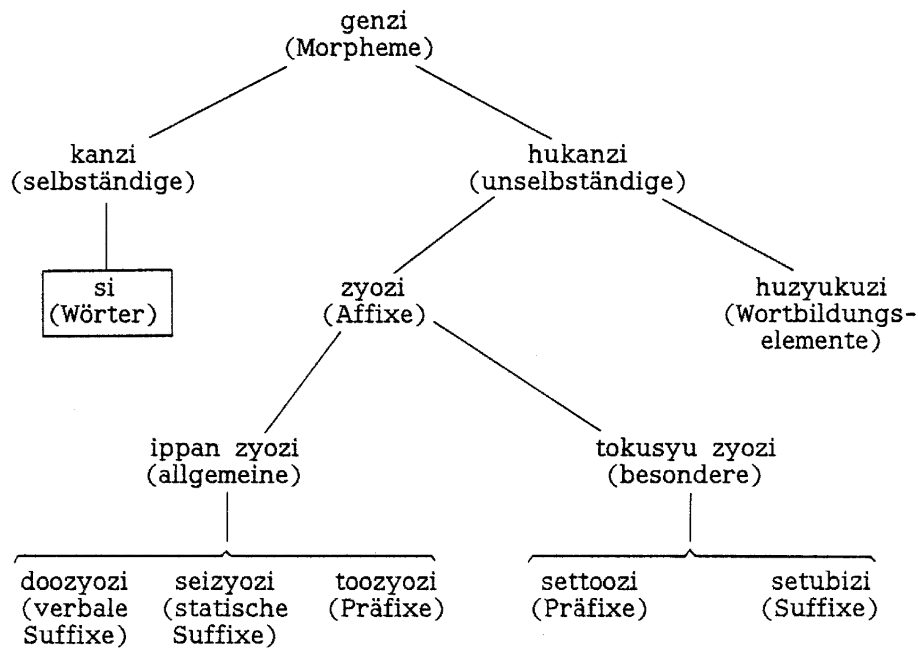 genzi
(Morpheme)
kanzi
(selbständige)
hukanzi
(unselbständige)
si
(Wörter)
zyozi
(Affixe)
huzyukuzi
(Wortbildungs-
elemente)
ippan zyozi
(allgemeine)
tokusyu zyozi
(besondere)
doozyozi
(verbale
Suffixe)
seizyozi
(statische
Suffixe)
toozyozi
(Präfixe)
settoozi
(Präfixe)
setubizi
(Suffixe)